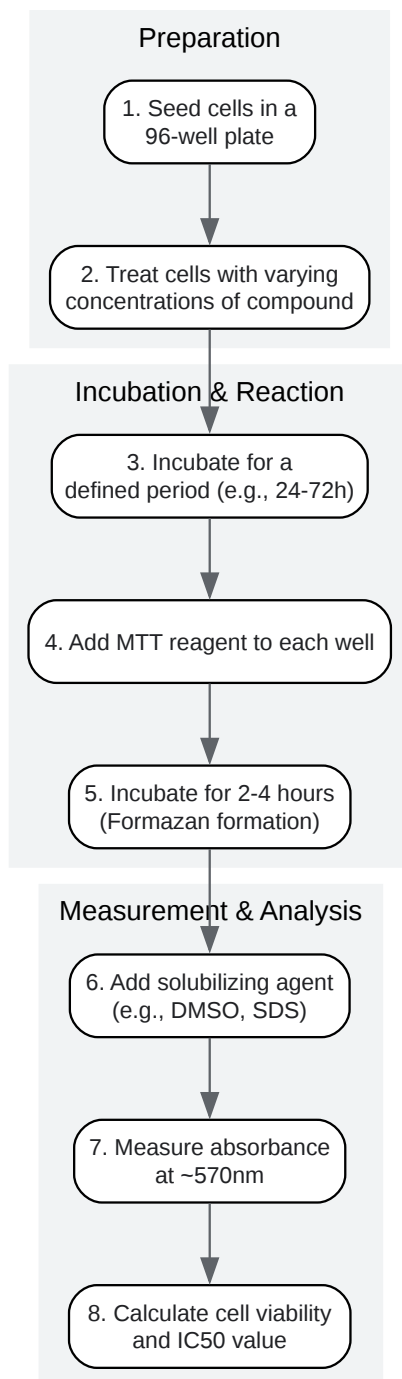 Preparation
1. Seed cells in a
96-well plate
2. Treat cells with varying
concentrations of compound
Incubation & Reaction
3. Incubate for a
defined period (e.g., 24-72h)
4. Add MTT reagent to each well
5. Incubate for 2-4 hours
(Formazan formation)
Measurement & Analysis
6. Add solubilizing agent
(e.g., DMSO, SDS)
7. Measure absorbance
at ~570nm
8. Calculate cell viability
and IC50 value